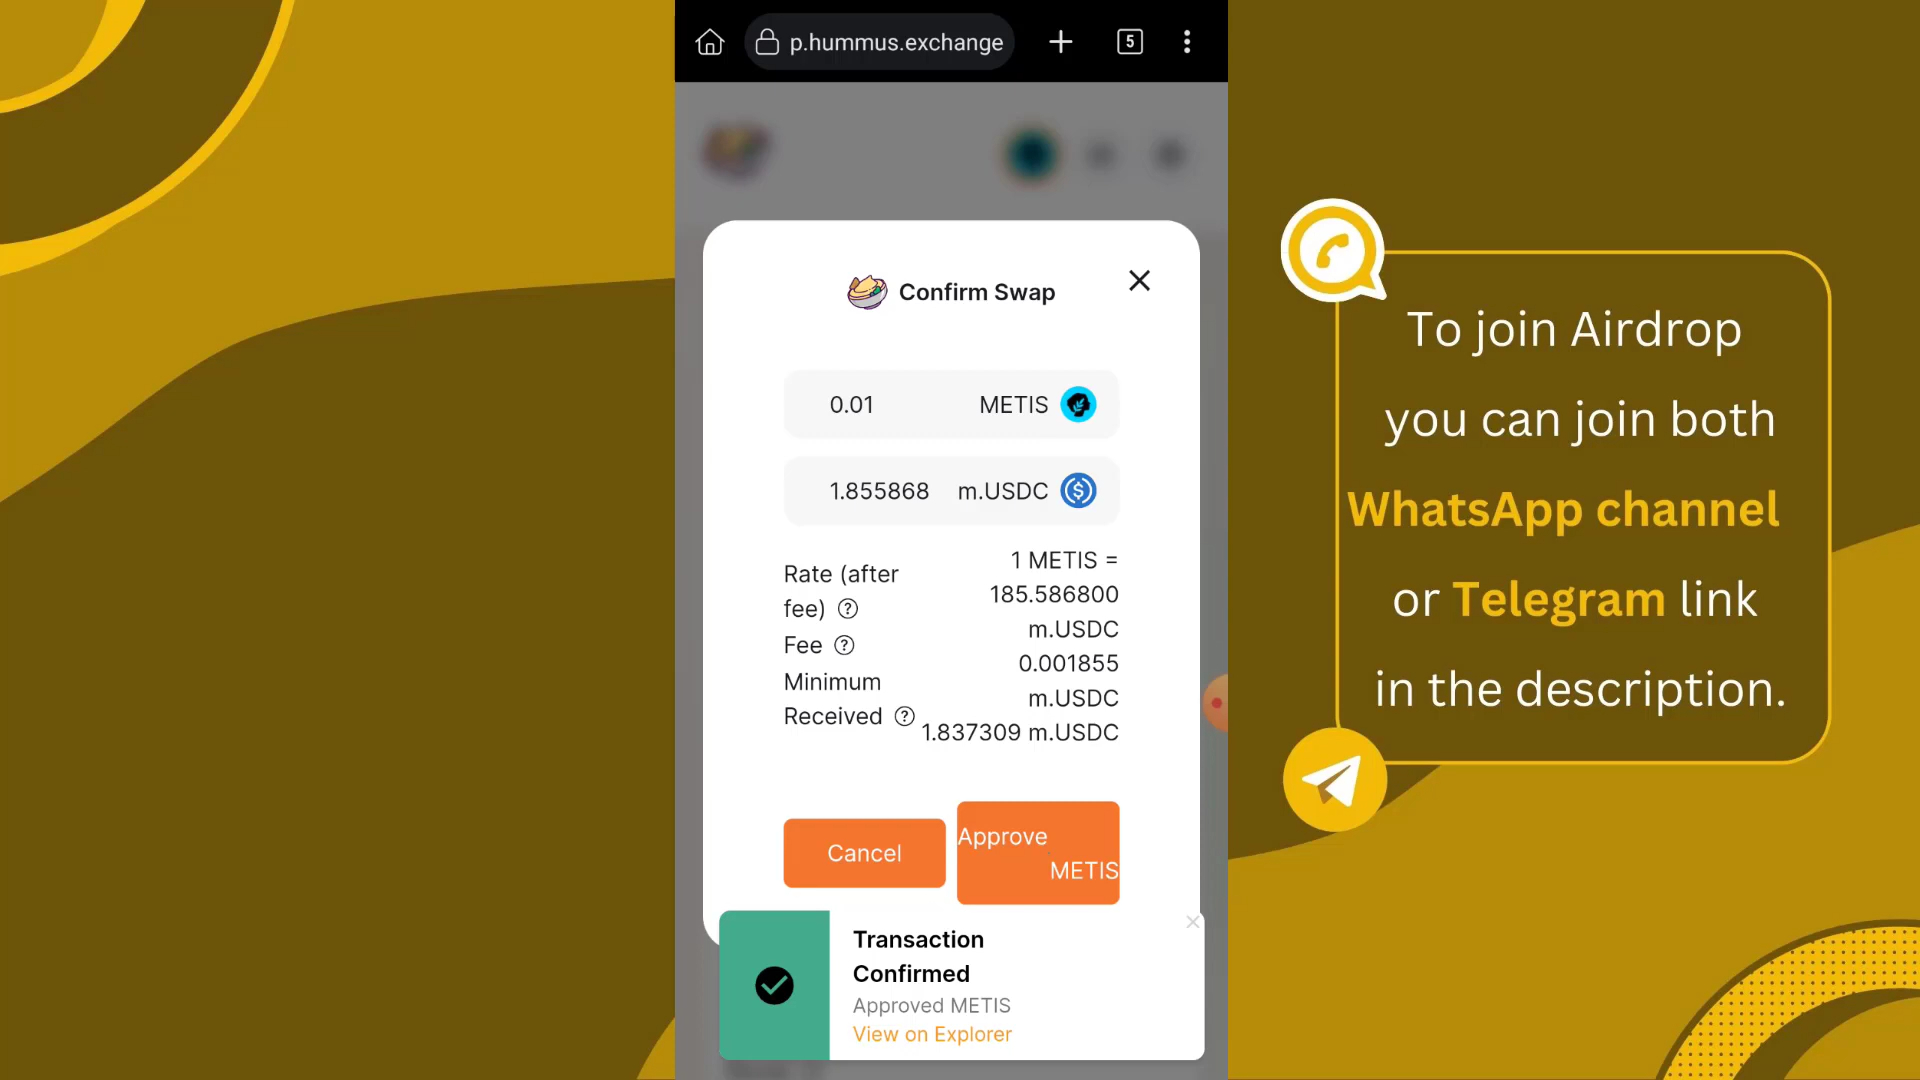 p.hummus.exchange
5
Confirm Swap
0.01 METIS
1.855868 m.USDC
Rate (after
fee)
1 METIS =
185.586800
m.USDC
Fee
0.001855
m.USDC
Minimum
Received
1.837309 m.USDC
Cancel
Approve
METIS
Transaction
Confirmed
Approved METIS
View on Explorer
To join Airdrop
you can join both
WhatsApp channel
or Telegram link
in the description.